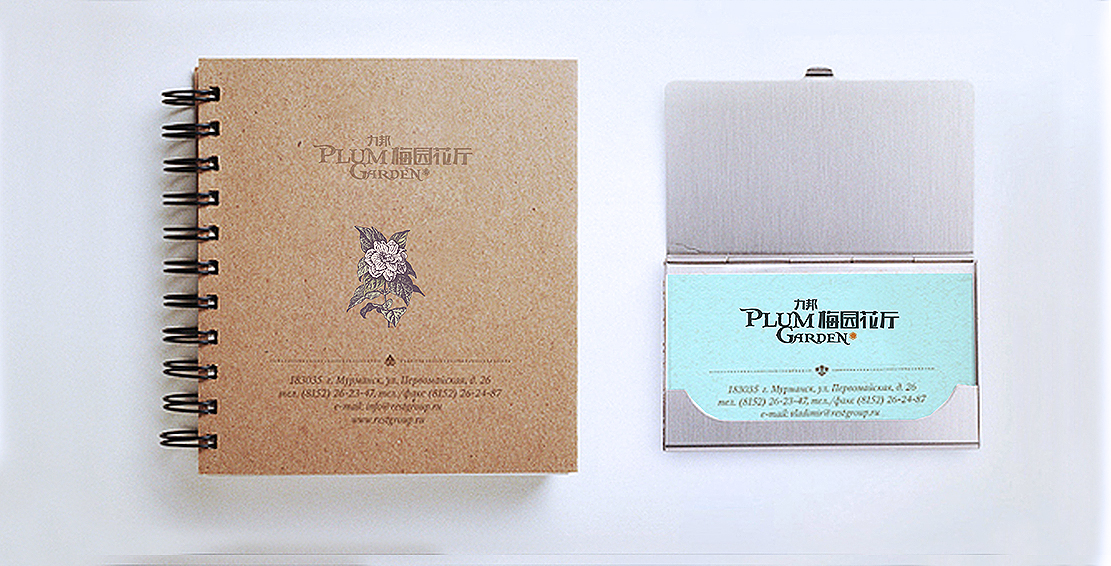 力邦
PLUM 梅园花厅
GARDEN
183035 г. Мурманск, ул. Первомайская, д. 26
тел. (8152) 26-23-47, тел./факс (8152) 26-24-87
e-mail: info@restgroup.ru
www.restgroup.ru
力邦
PLUM 梅园花厅
GARDEN
183035 г. Мурманск, ул. Первомайская, д. 26
тел. (8152) 26-23-47, тел./факс (8152) 26-24-87
e-mail: vladimir@restgroup.ru